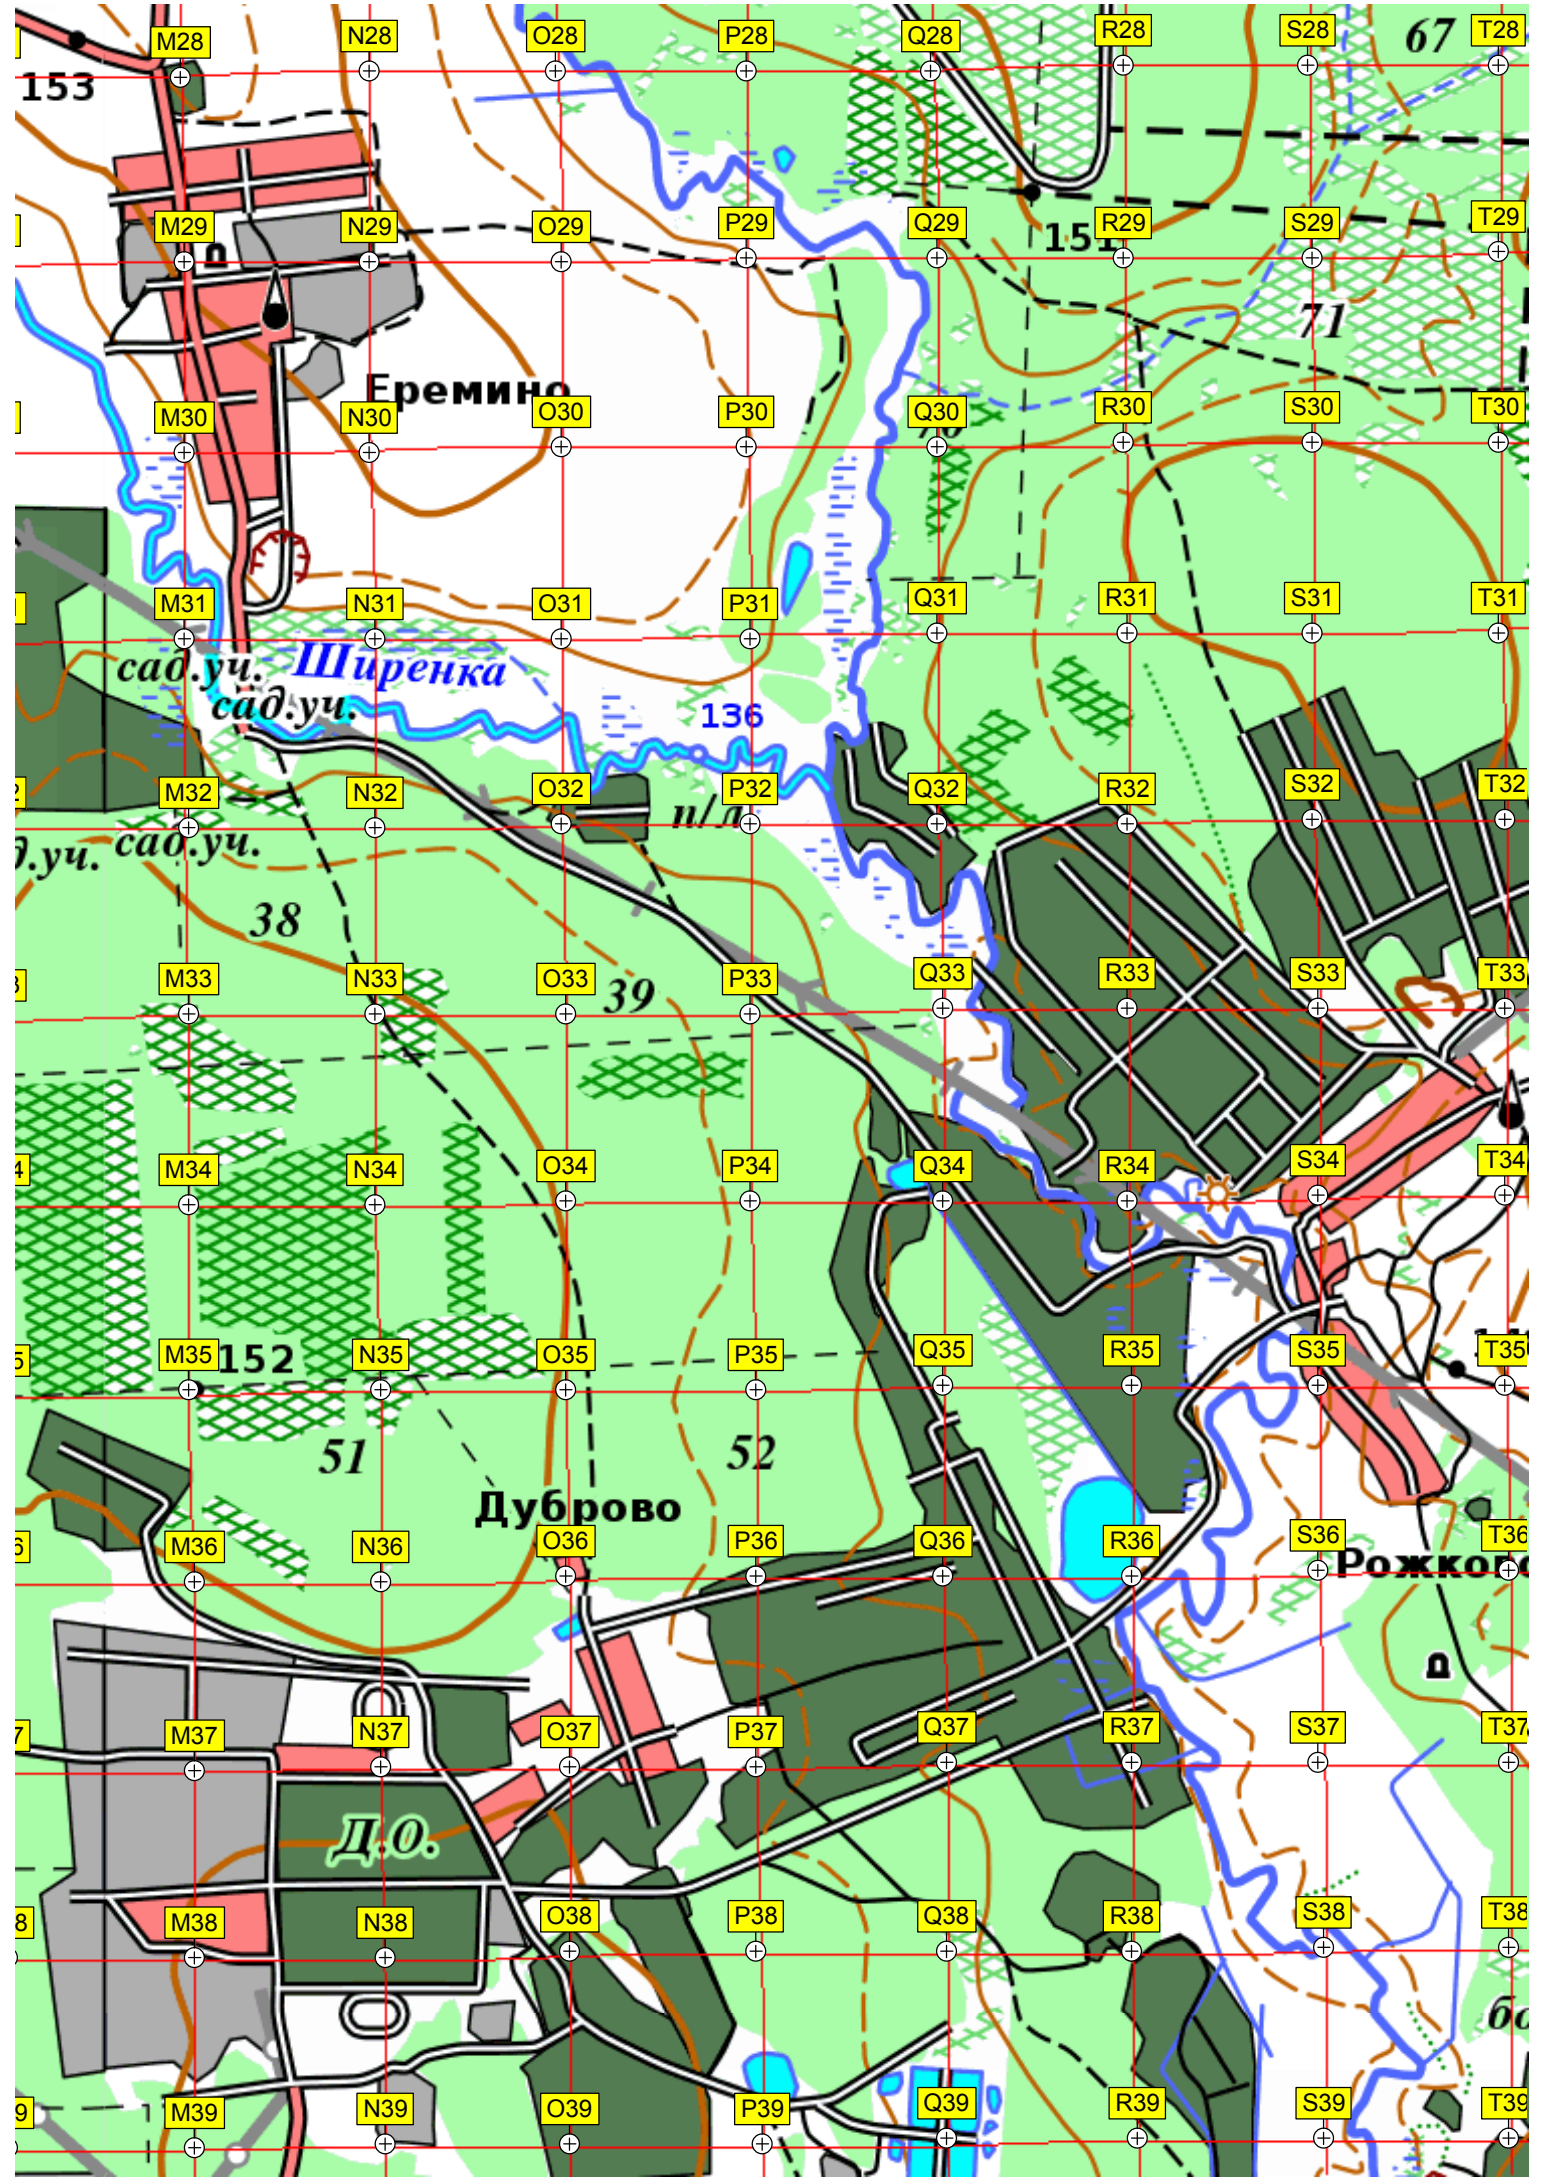 M28 N28 O28 P28 Q28 R28 S28 67 T28
153
M29 N29 O29 P29 Q29 R29 S29 T29
151
71
Еремино
M30 N30 O30 P30 Q30 R30 S30 T30
M31 N31 O31 P31 Q31 R31 S31 T31
сад.уч. Ширенка
сад.уч.
136
M32 N32 O32 P32 Q32 R32 S32 T32
п/л
сад.уч.
38
M33 N33 O33 P33 Q33 R33 S33 T33
39
M34 N34 O34 P34 Q34 R34 S34 T34
M35 152 N35 O35 P35 Q35 R35 S35 T35
51 52
Дуброво
M36 N36 O36 P36 Q36 R36 S36 T36
M37 N37 O37 P37 Q37 R37 S37 T37
Д.О.
M38 N38 O38 P38 Q38 R38 S38 T38
M39 N39 O39 P39 Q39 R39 S39 T39